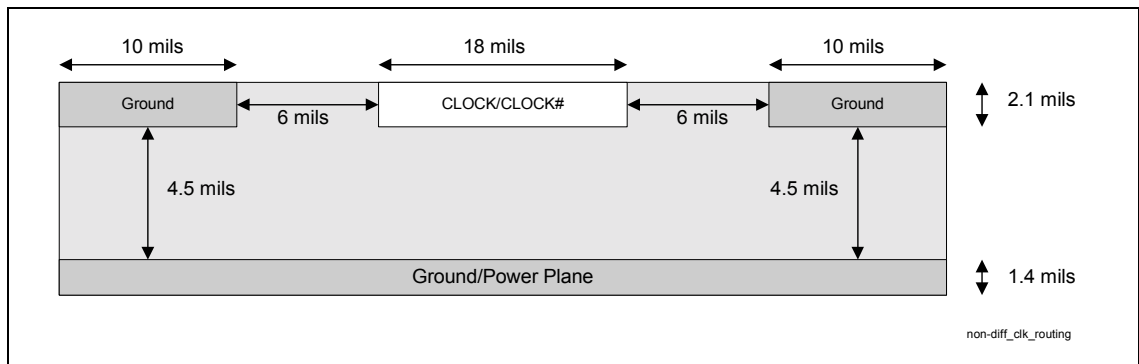 10 mils
18 mils
10 mils
Ground
CLOCK/CLOCK#
Ground
2.1 mils
6 mils
6 mils
4.5 mils
4.5 mils
Ground/Power Plane
1.4 mils
non-diff_clk_routing